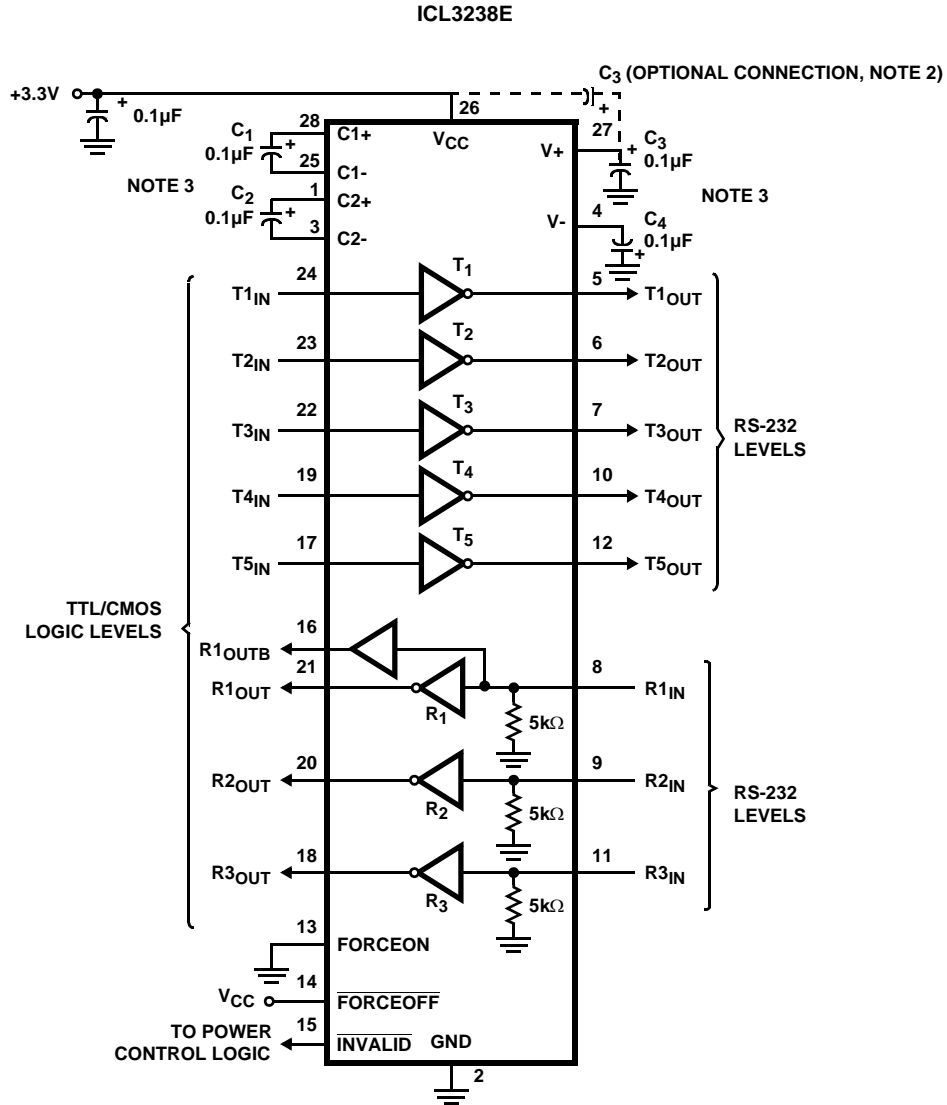 ICL3238E
C3 (OPTIONAL CONNECTION, NOTE 2)
+3.3V
+
0.1µF
26
+
28
C1+
VCC
27
V+
+
C3
0.1µF
C1
0.1µF
+
25
C1-
NOTE 3
1
C2+
C2
0.1µF
+
3
C2-
NOTE 3
4
V-
C4
0.1µF
+
T1IN
24
T1
5
T1OUT
T2IN
23
T2
6
T2OUT
T3IN
22
T3
7
T3OUT
RS-232
LEVELS
T4IN
19
T4
10
T4OUT
T5IN
17
T5
12
T5OUT
TTL/CMOS
LOGIC LEVELS
R1OUTB
16
R1OUT
21
R1
8
R1IN
5kΩ
R2OUT
20
R2
9
R2IN
5kΩ
RS-232
LEVELS
R3OUT
18
R3
11
R3IN
5kΩ
13
FORCEON
VCC
14
FORCEOFF
TO POWER
CONTROL LOGIC
15
INVALID
GND
2